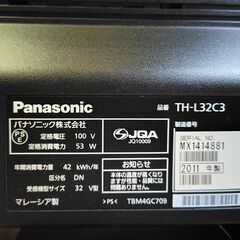 Panasonic
品番 TH-L32C3
パナソニック株式会社
PSE
定格電圧 100 V
定格消費電力 53 W
JQA
JQ10009
製造番号
SERIAL NO.
MX1414881
2011 年製
お知らせ
年間消費電力量 42 kWh/年
区分名 DN
受信機型サイズ 32 V型
マレーシア製
>PS< TBM4GC709